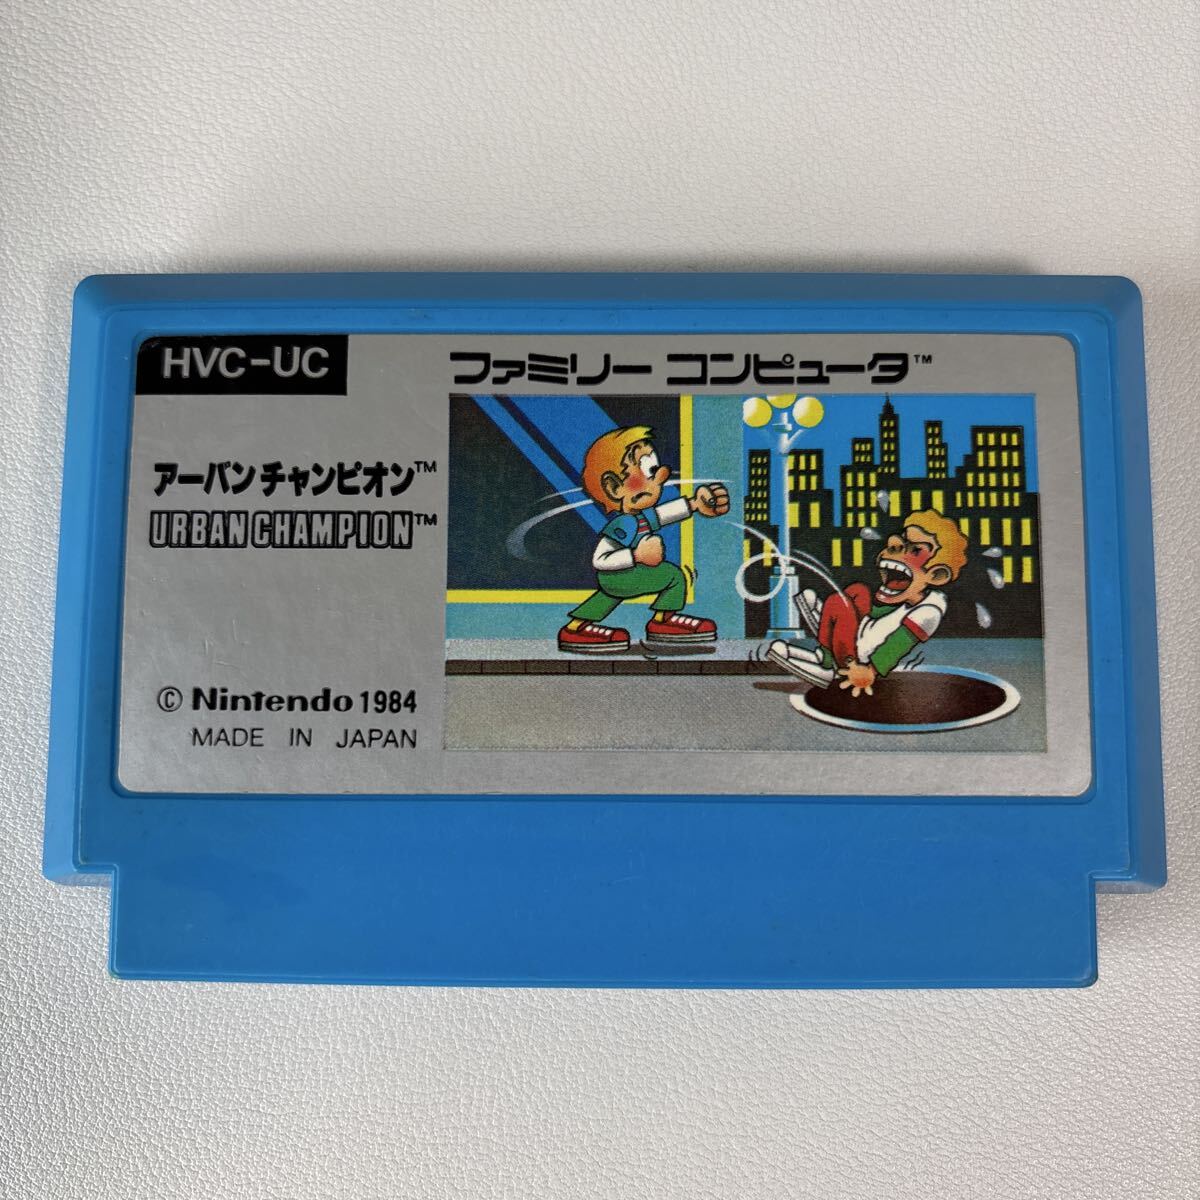 HVC-UC
ファミリー コンピュータ™
アーバンチャンピオン™
URBAN CHAMPION™
© Nintendo 1984
MADE IN JAPAN